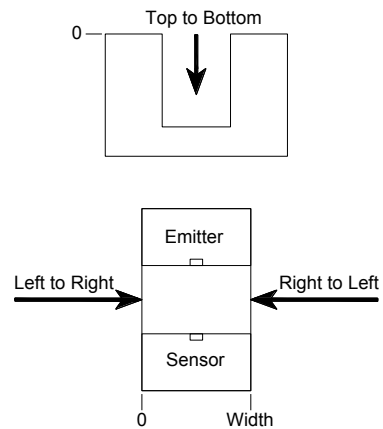 Top to Bottom
0
Emitter
Left to Right
Right to Left
Sensor
0
Width